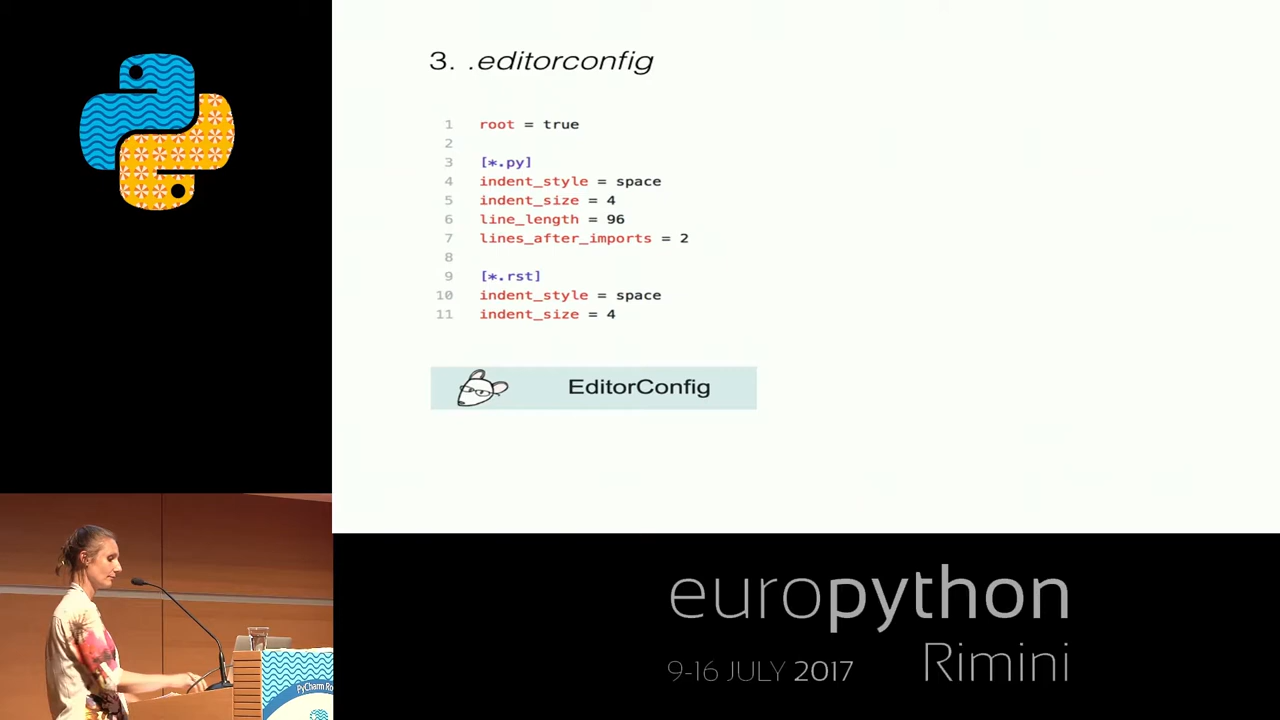 3. .editorconfig
1 root = true
2
3 [*.py]
4 indent_style = space
5 indent_size = 4
6 line_length = 96
7 lines_after_imports = 2
8
9 [*.rst]
10 indent_style = space
11 indent_size = 4
EditorConfig
europython
9-16 JULY 2017
Rimini
PyCharm